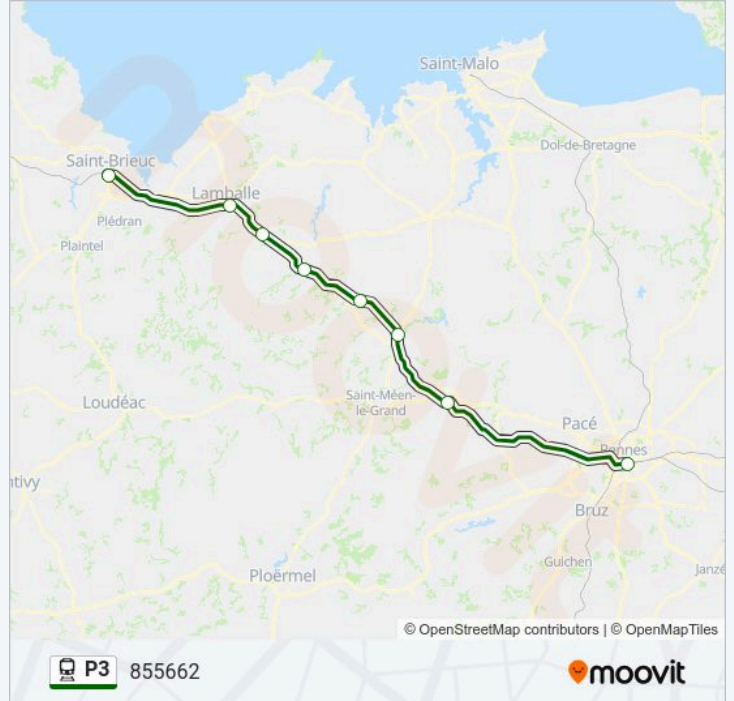 Saint-Malo
Dol-de-Bretagne
Saint-Brieuc
Lamballe
Plédran
Plaintel
Loudéac
Saint-Méen-
le-Grand
Pacé
Rennes
ntivy
Bruz
Guichen
Ploërmel
Janzé
© OpenStreetMap contributors | © OpenMapTiles
P3 855662
moovit